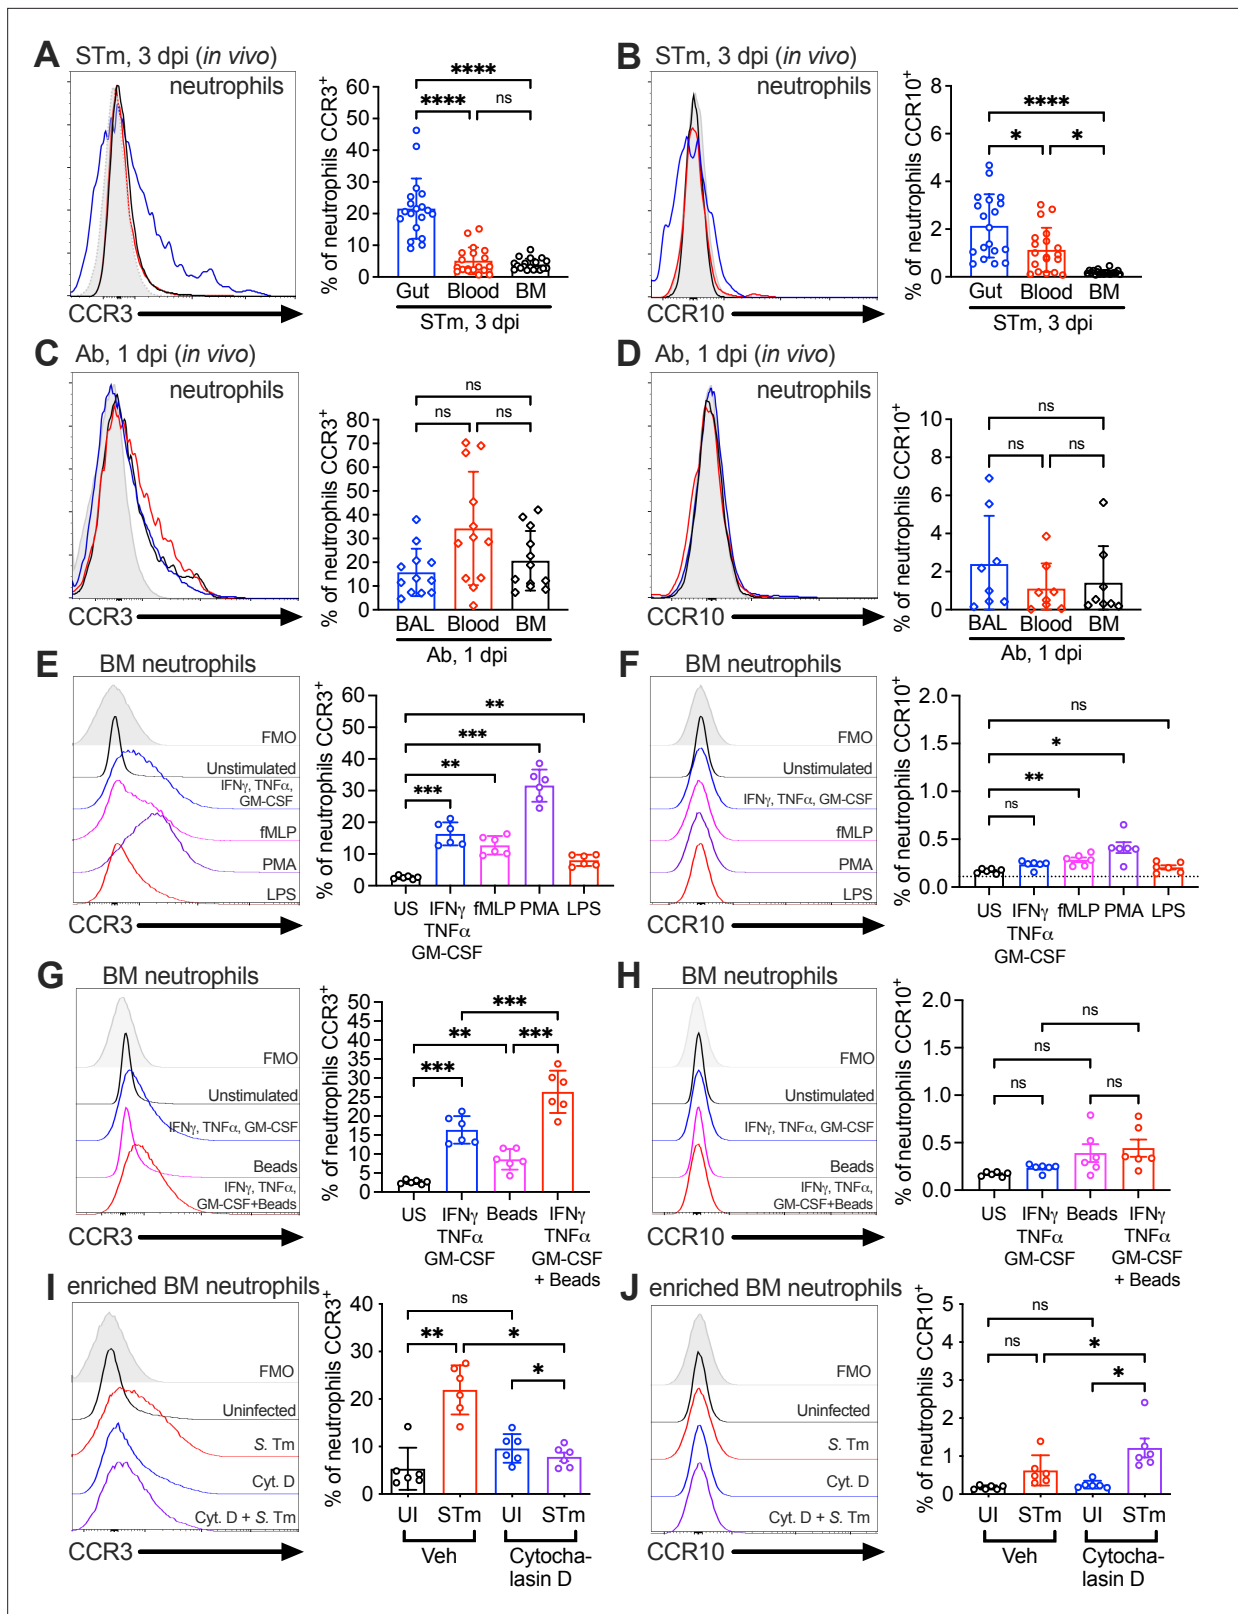 A STm, 3 dpi (in vivo)
neutrophils
CCR3
% of neutrophils CCR3+
60
50
40
30
20
10
0
****
****
ns
Gut Blood BM
STm, 3 dpi
B STm, 3 dpi (in vivo)
neutrophils
CCR10
% of neutrophils CCR10+
8
6
4
2
0
****
* *
Gut Blood BM
STm, 3 dpi
C Ab, 1 dpi (in vivo)
neutrophils
CCR3
% of neutrophils CCR3+
80
70
60
50
40
30
20
10
0
ns
ns ns
BAL Blood BM
Ab, 1 dpi
D Ab, 1 dpi (in vivo)
neutrophils
CCR10
% of neutrophils CCR10+
10
8
6
4
2
0
ns
ns ns
BAL Blood BM
Ab, 1 dpi
E BM neutrophils
FMO
Unstimulated
IFNγ, TNFα,
GM-CSF
fMLP
PMA
LPS
CCR3
% of neutrophils CCR3+
60
50
40
30
20
10
0
**
***
**
***
US IFNγ fMLP PMA LPS
TNFα
GM-CSF
F BM neutrophils
FMO
Unstimulated
IFNγ, TNFα, GM-CSF
fMLP
PMA
LPS
CCR10
% of neutrophils CCR10+
2.0
1.5
1.0
0.5
0.0
ns
*
**
ns
US IFNγ fMLP PMA LPS
TNFα
GM-CSF
G BM neutrophils
FMO
Unstimulated
IFNγ, TNFα, GM-CSF
Beads
IFNγ, TNFα,
GM-CSF+Beads
CCR3
% of neutrophils CCR3+
50
45
40
35
30
25
20
15
10
5
0
***
** ***
***
US IFNγ Beads IFNγ
TNFα TNFα
GM-CSF GM-CSF
+ Beads
H BM neutrophils
FMO
Unstimulated
IFNγ, TNFα, GM-CSF
Beads
IFNγ, TNFα,
GM-CSF+Beads
CCR10
% of neutrophils CCR10+
2.0
1.5
1.0
0.5
0.0
ns
ns
ns ns
US IFNγ Beads IFNγ
TNFα TNFα
GM-CSF GM-CSF
+ Beads
I enriched BM neutrophils
FMO
Uninfected
S. Tm
Cyt. D
Cyt. D + S. Tm
CCR3
% of neutrophils CCR3+
40
30
20
10
0
ns
** *
*
UI STm UI STm
Veh Cytocha-
lasin D
J enriched BM neutrophils
FMO
Uninfected
S. Tm
Cyt. D
Cyt. D + S. Tm
CCR10
% of neutrophils CCR10+
5
4
3
2
1
0
ns
ns *
*
UI STm UI STm
Veh Cytocha-
lasin D